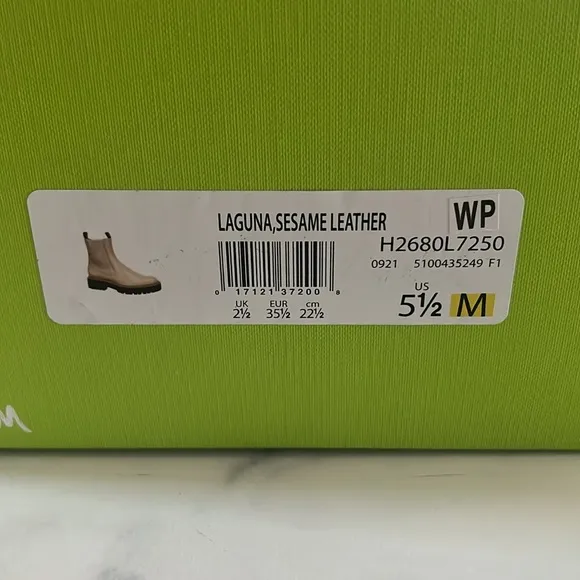 LAGUNA,SESAME LEATHER
WP
H2680L7250
0921 5100435249 F1
0 17121 37200 8
UK EUR cm
2½ 35½ 22½
US
5½ M
m